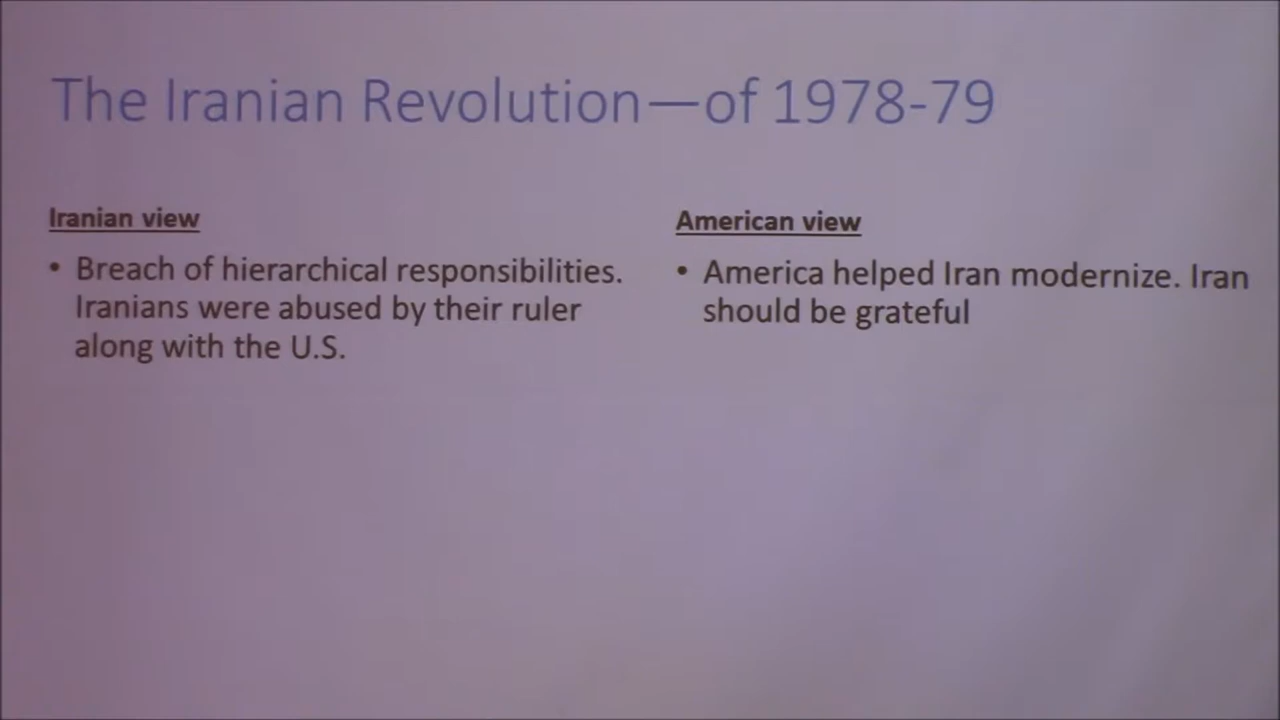 The Iranian Revolution—of 1978-79
Iranian view
• Breach of hierarchical responsibilities.
Iranians were abused by their ruler
along with the U.S.
American view
• America helped Iran modernize. Iran
should be grateful